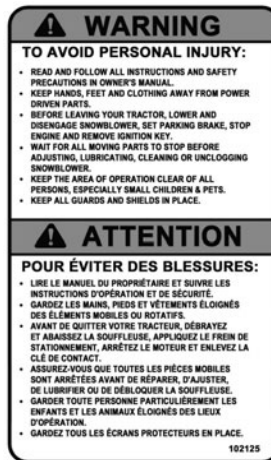 WARNING
TO AVOID PERSONAL INJURY:
• READ AND FOLLOW ALL INSTRUCTIONS AND SAFETY
PRECAUTIONS IN OWNER'S MANUAL.
• KEEP HANDS, FEET AND CLOTHING AWAY FROM POWER
DRIVEN PARTS.
• BEFORE LEAVING YOUR TRACTOR, LOWER AND
DISENGAGE SNOWBLOWER, SET PARKING BRAKE, STOP
ENGINE AND REMOVE IGNITION KEY.
• WAIT FOR ALL MOVING PARTS TO STOP BEFORE
ADJUSTING, LUBRICATING, CLEANING OR UNCLOGGING
SNOWBLOWER.
• KEEP THE AREA OF OPERATION CLEAR OF ALL
PERSONS, ESPECIALLY SMALL CHILDREN & PETS.
• KEEP ALL GUARDS AND SHIELDS IN PLACE.
ATTENTION
POUR ÉVITER DES BLESSURES:
• LIRE LE MANUEL DU PROPRIÉTAIRE ET SUIVRE LES
INSTRUCTIONS D'OPÉRATION ET DE SÉCURITÉ.
• GARDEZ LES MAINS, PIEDS ET VÊTEMENTS ÉLOIGNÉS
DES ÉLÉMENTS MOBILES OU ROTATIFS.
• AVANT DE QUITTER VOTRE TRACTEUR, DÉBRAYEZ
ET ABAISSEZ LA SOUFFLEUSE, APPLIQUEZ LE FREIN DE
STATIONNEMENT, ARRÊTEZ LE MOTEUR ET ENLEVEZ LA
CLÉ DE CONTACT.
• ASSUREZ-VOUS QUE TOUTES LES PIÈCES MOBILES
SONT ARRÊTÉES AVANT DE RÉPARER, D'AJUSTER,
DE LUBRIFIER OU DE DÉBLOQUER LA SOUFFLEUSE.
• GARDER TOUTE PERSONNE PARTICULIÈREMENT LES
ENFANTS ET LES ANIMAUX ÉLOIGNÉS DES LIEUX
D'OPÉRATION.
• GARDEZ TOUS LES ÉCRANS PROTECTEURS EN PLACE.
102125